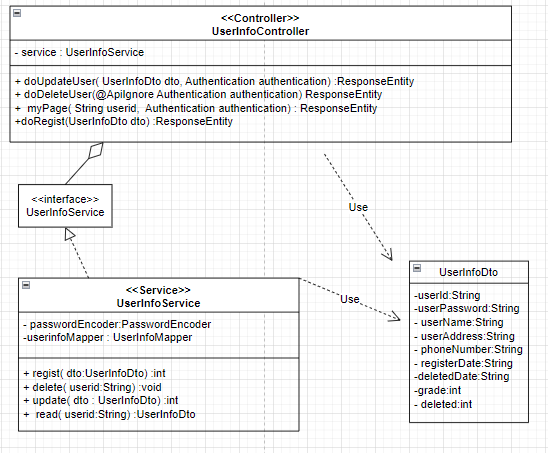 <<Controller>>
UserInfoController
- service : UserInfoService
+ doUpdateUser( UserInfoDto dto, Authentication authentication) :ResponseEntity
+ doDeleteUser(@ApiIgnore Authentication authentication) ResponseEntity
+ myPage( String userid, Authentication authentication) : ResponseEntity
+doRegist(UserInfoDto dto) : ResponseEntity
<<interface>>
UserInfoService
Use
<<Service>>
UserInfoService
- passwordEncoder:PasswordEncoder
-userinfoMapper : UserInfoMapper
+ regist( dto:UserInfoDto) :int
+ delete( userid:String) :void
+ update( dto : UserInfoDto) :int
+ read( userid:String) :UserInfoDto
Use
UserInfoDto
-userId:String
-userPassword:String
- userName:String
- userAddress:String
- phoneNumber:String
- registerDate:String
-deletedDate:String
-grade:int
- deleted:int